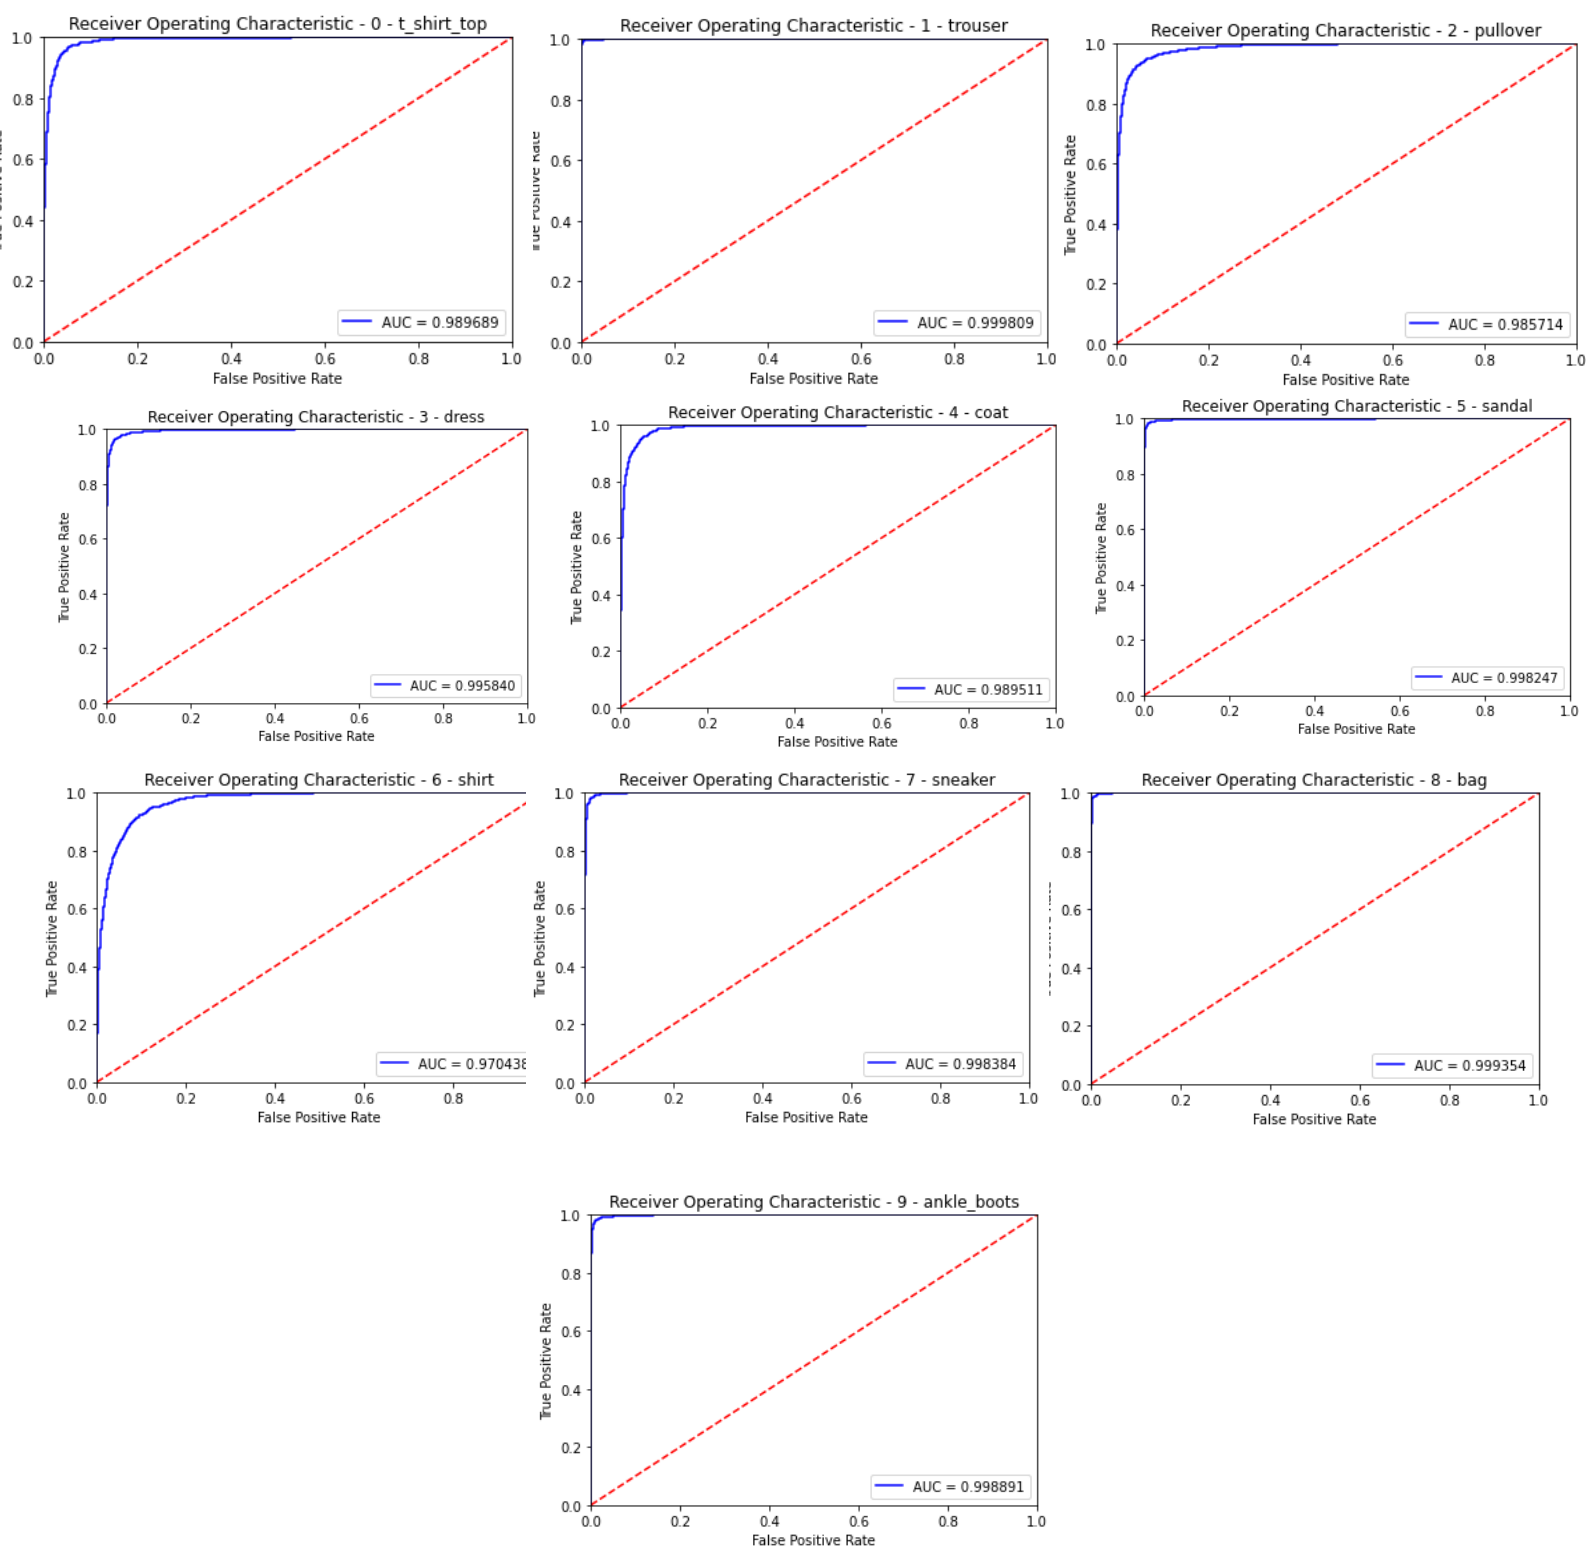 Receiver Operating Characteristic - 0 - t_shirt_top
1.0
0.8
0.6
0.4
0.2
0.0
AUC = 0.989689
0.0 0.2 0.4 0.6 0.8 1.0
False Positive Rate
Receiver Operating Characteristic - 1 - trouser
True Positive Rate
1.0
0.8
0.6
0.4
0.2
0.0
AUC = 0.999809
0.0 0.2 0.4 0.6 0.8 1.0
False Positive Rate
Receiver Operating Characteristic - 2 - pullover
True Positive Rate
1.0
0.8
0.6
0.4
0.2
0.0
AUC = 0.985714
0.0 0.2 0.4 0.6 0.8 1.0
False Positive Rate
Receiver Operating Characteristic - 3 - dress
True Positive Rate
1.0
0.8
0.6
0.4
0.2
0.0
AUC = 0.995840
0.0 0.2 0.4 0.6 0.8 1.0
False Positive Rate
Receiver Operating Characteristic - 4 - coat
True Positive Rate
1.0
0.8
0.6
0.4
0.2
0.0
AUC = 0.989511
0.0 0.2 0.4 0.6 0.8 1.0
False Positive Rate
Receiver Operating Characteristic - 5 - sandal
True Positive Rate
1.0
0.8
0.6
0.4
0.2
0.0
AUC = 0.998247
0.0 0.2 0.4 0.6 0.8 1.0
False Positive Rate
Receiver Operating Characteristic - 6 - shirt
True Positive Rate
1.0
0.8
0.6
0.4
0.2
0.0
AUC = 0.970438
0.0 0.2 0.4 0.6 0.8
False Positive Rate
Receiver Operating Characteristic - 7 - sneaker
True Positive Rate
1.0
0.8
0.6
0.4
0.2
0.0
AUC = 0.998384
0.0 0.2 0.4 0.6 0.8 1.0
False Positive Rate
Receiver Operating Characteristic - 8 - bag
1.0
0.8
0.6
0.4
0.2
0.0
AUC = 0.999354
0.0 0.2 0.4 0.6 0.8 1.0
False Positive Rate
Receiver Operating Characteristic - 9 - ankle_boots
True Positive Rate
1.0
0.8
0.6
0.4
0.2
0.0
AUC = 0.998891
0.0 0.2 0.4 0.6 0.8 1.0
False Positive Rate